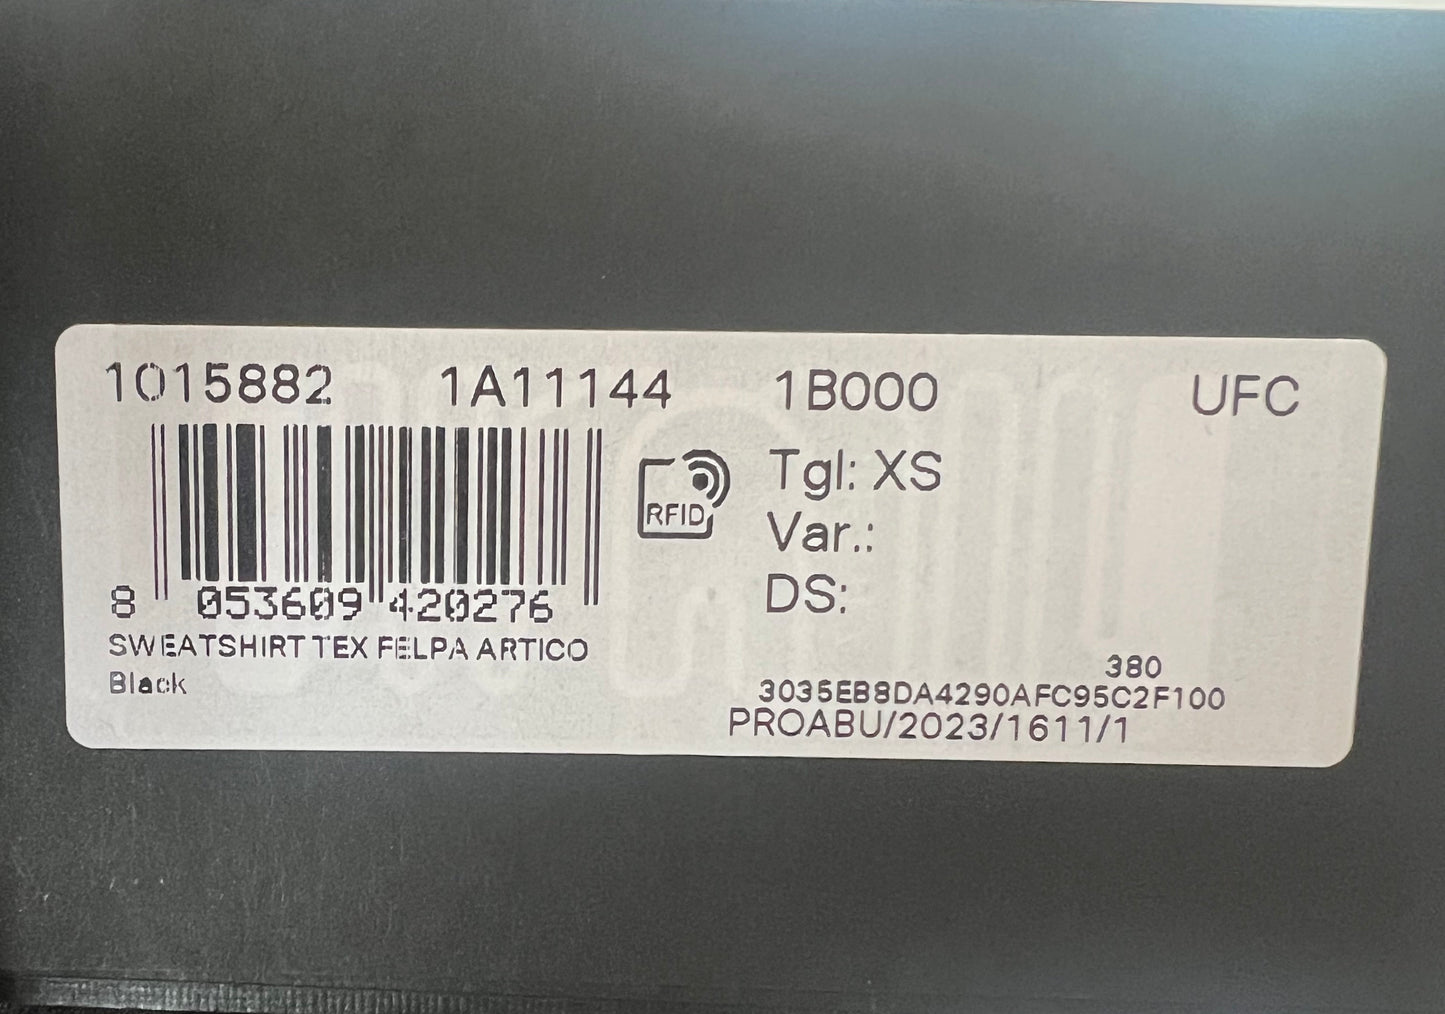 1015882 1A11144 1B000 UFC
RFID
Tgl: XS
Var.:
DS:
8 053609 420276
SWEATSHIRT TEX FELPA ARTICO
Black
380
3035EB8DA4290AFC95C2F100
PROABU/2023/1611/1